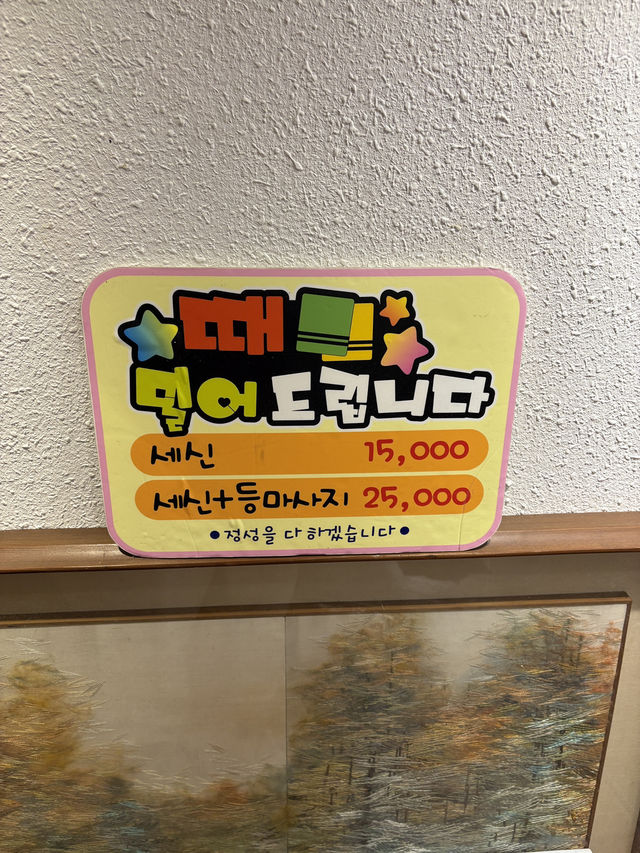 때
밀어 드립니다
세신 15,000
세신+등마사지 25,000
•정성을 다 하겠습니다•